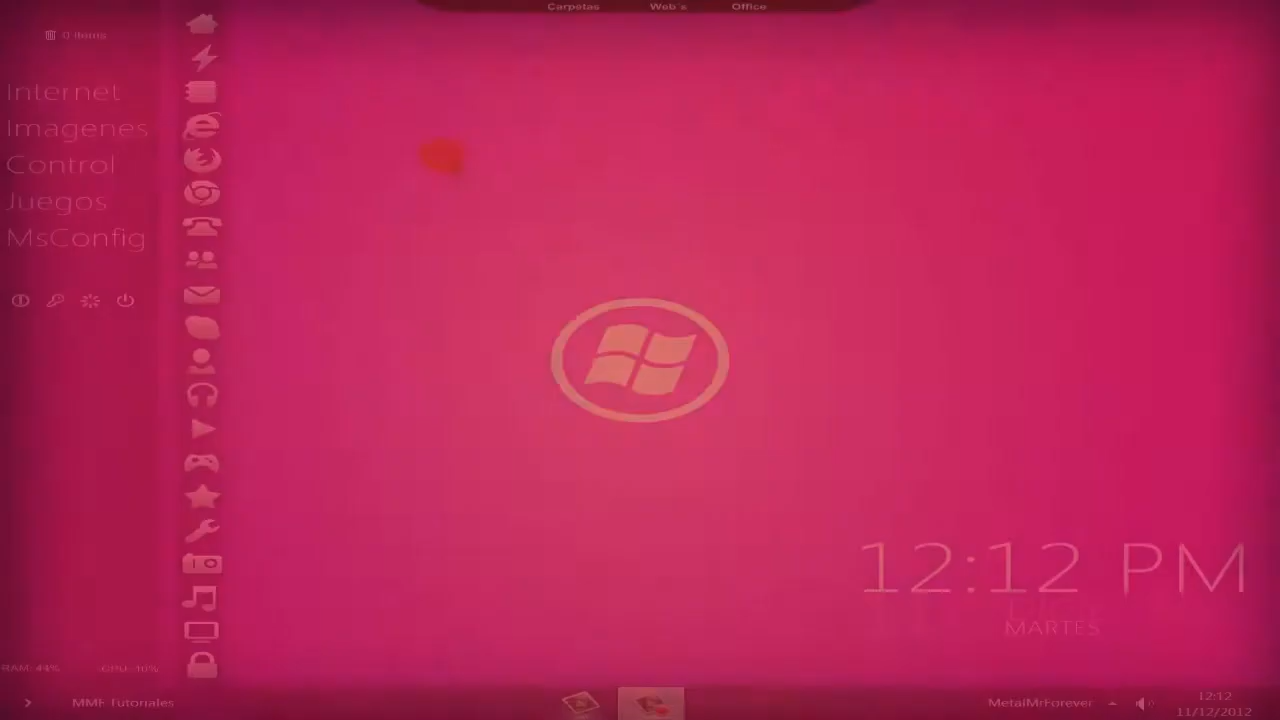 Carpetas Web's Office
0 Items
Internet
Imagenes
Control
Juegos
MsConfig
12:12 PM
MARTES
RAM: 44% CPU: 10%
MMF Tutoriales
MetalMrForever
12:12
11/12/2012